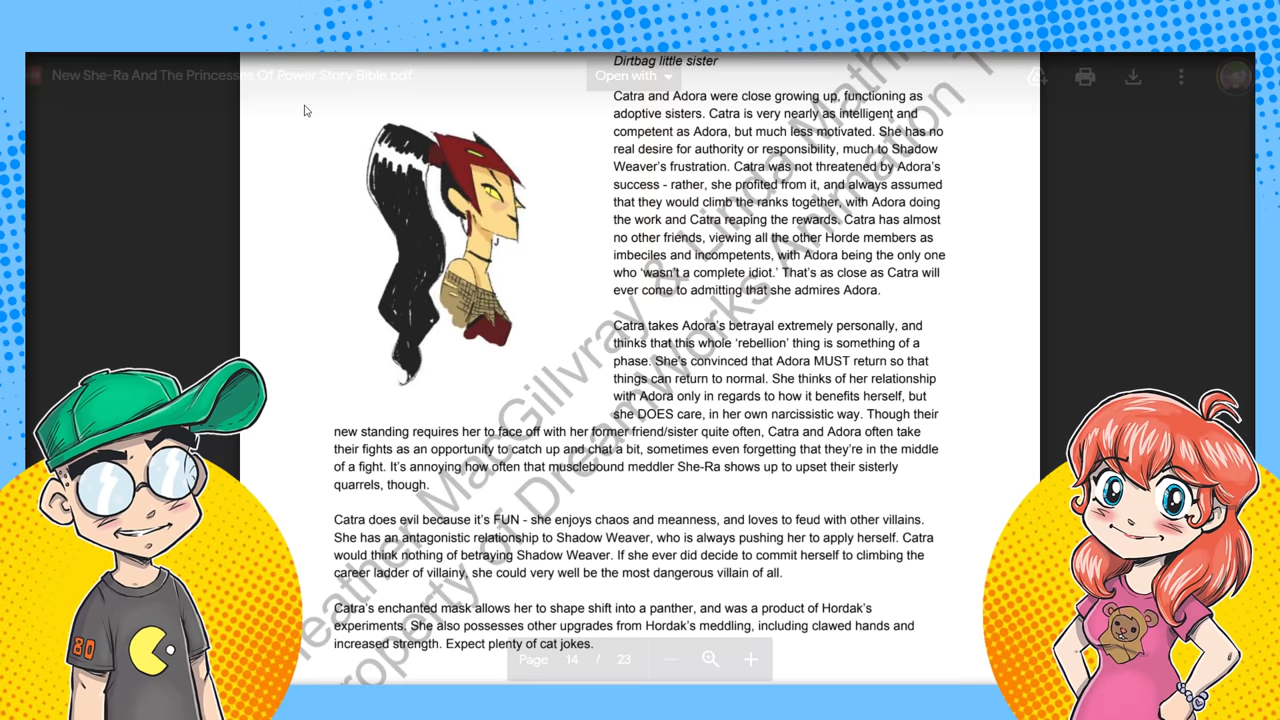 New She-Ra And The Princesses Of Power Story Bible.pdf
Open with
Dirtbag little sister
Catra and Adora were close growing up, functioning as
adoptive sisters. Catra is very nearly as intelligent and
competent as Adora, but much less motivated. She has no
real desire for authority or responsibility, much to Shadow
Weaver's frustration. Catra was not threatened by Adora's
success - rather, she profited from it, and always assumed
that they would climb the ranks together, with Adora doing
the work and Catra reaping the rewards. Catra has almost
no other friends, viewing all the other Horde members as
imbeciles and incompetents, with Adora being the only one
who 'wasn't a complete idiot.' That's as close as Catra will
ever come to admitting that she admires Adora.
Catra takes Adora's betrayal extremely personally, and
thinks that this whole 'rebellion' thing is something of a
phase. She's convinced that Adora MUST return so that
things can return to normal. She thinks of her relationship
with Adora only in regards to how it benefits herself, but
she DOES care, in her own narcissistic way. Though their
new standing requires her to face off with her former friend/sister quite often, Catra and Adora often take
their fights as an opportunity to catch up and chat a bit, sometimes even forgetting that they're in the middle
of a fight. It's annoying how often that musclebound meddler She-Ra shows up to upset their sisterly
quarrels, though.
Catra does evil because it's FUN - she enjoys chaos and meanness, and loves to feud with other villains.
She has an antagonistic relationship to Shadow Weaver, who is always pushing her to apply herself. Catra
would think nothing of betraying Shadow Weaver. If she ever did decide to commit herself to climbing the
career ladder of villainy, she could very well be the most dangerous villain of all.
Catra's enchanted mask allows her to shape shift into a panther, and was a product of Hordak's
experiments. She also possesses other upgrades from Hordak's meddling, including clawed hands and
increased strength. Expect plenty of cat jokes.
Page 14 / 23
eather MacGillvray & Linda Math
roperty of DreamWorks Animation T
80